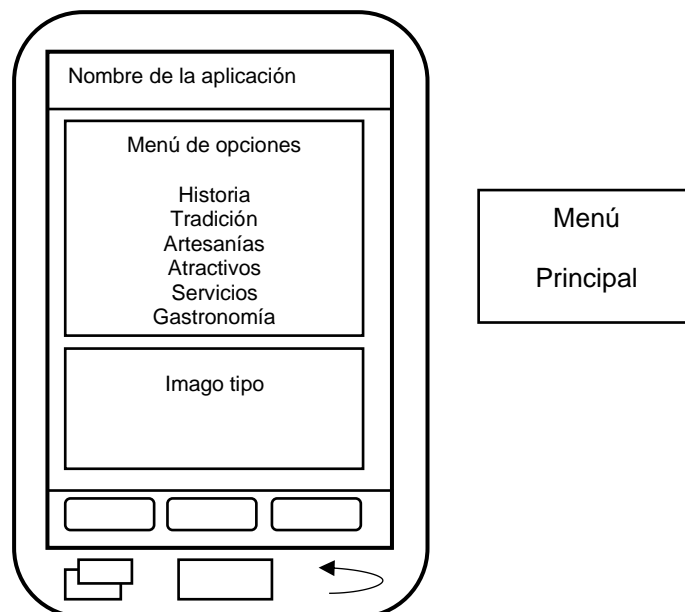 Nombre de la aplicación
Menú de opciones
Historia
Tradición
Artesanías
Atractivos
Servicios
Gastronomía
Imago tipo
Menú
Principal